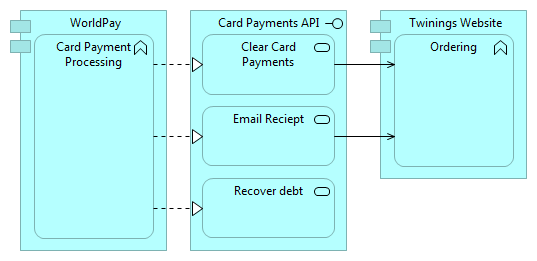 WorldPay
Card Payment
Processing
Card Payments API
Clear Card
Payments
Email Reciept
Recover debt
Twinings Website
Ordering